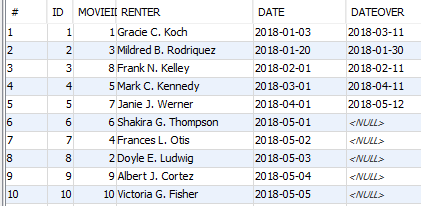 # ID MOVIEID RENTER DATE DATEOVER
1 1 1 Gracie C. Koch 2018-01-03 2018-03-11
2 2 3 Mildred B. Rodriquez 2018-01-20 2018-01-30
3 3 8 Frank N. Kelley 2018-02-01 2018-02-11
4 4 5 Mark C. Kennedy 2018-03-01 2018-04-11
5 5 7 Janie J. Werner 2018-04-01 2018-05-12
6 6 6 Shakira G. Thompson 2018-05-01 <NULL>
7 7 4 Frances L. Otis 2018-05-02 <NULL>
8 8 2 Doyle E. Ludwig 2018-05-03 <NULL>
9 9 9 Albert J. Cortez 2018-05-04 <NULL>
10 10 10 Victoria G. Fisher 2018-05-05 <NULL>